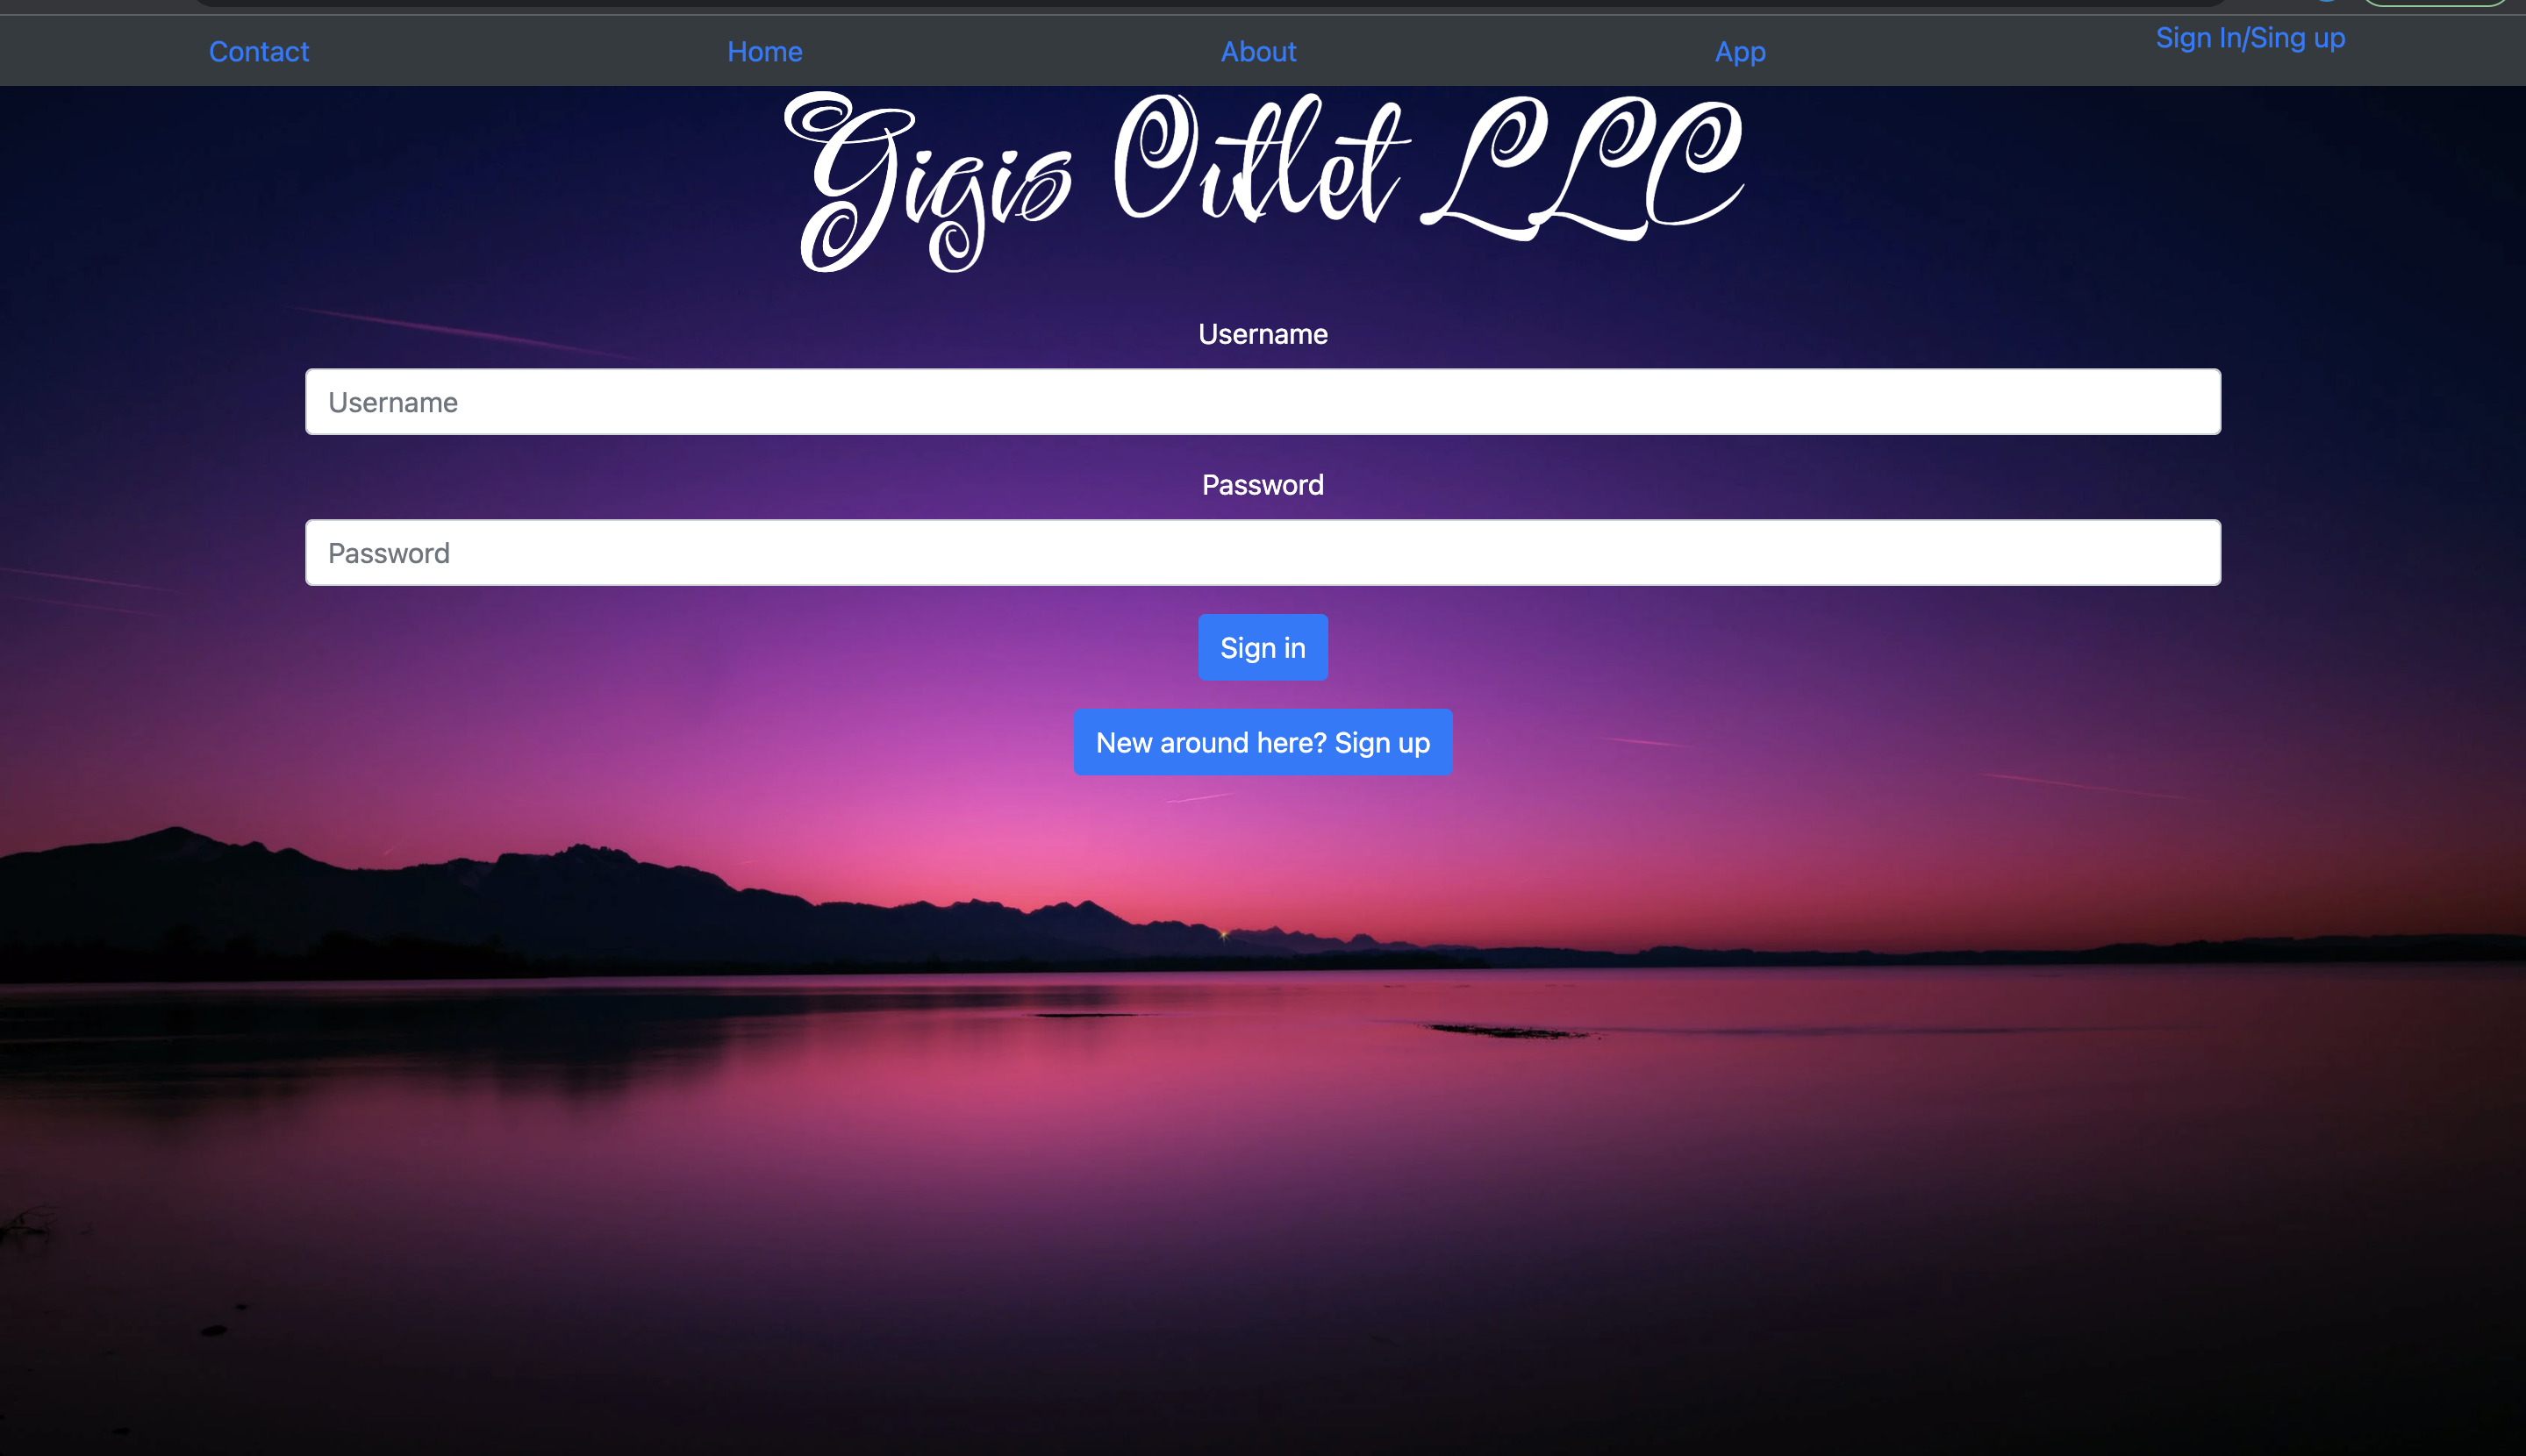 Contact Home About App Sign In/Sing up
Gigis Outlet LLC
Username
Username
Password
Password
Sign in
New around here? Sign up